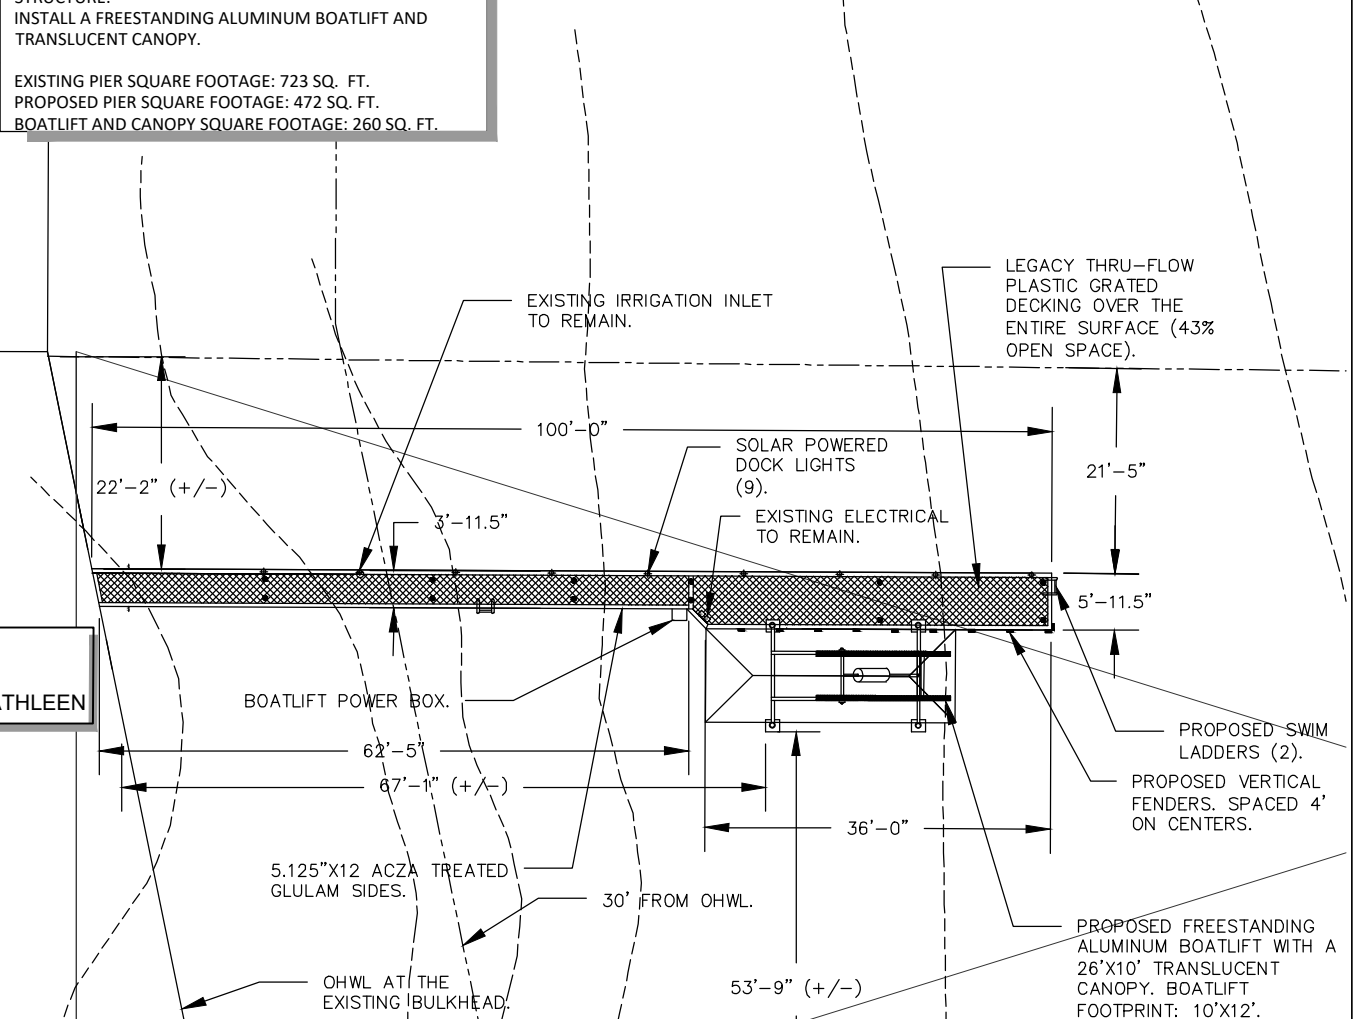 STRUCTURE.
INSTALL A FREESTANDING ALUMINUM BOATLIFT AND
TRANSLUCENT CANOPY.
EXISTING PIER SQUARE FOOTAGE: 723 SQ. FT.
PROPOSED PIER SQUARE FOOTAGE: 472 SQ. FT.
BOATLIFT AND CANOPY SQUARE FOOTAGE: 260 SQ. FT.
LEGACY THRU-FLOW
PLASTIC GRATED
DECKING OVER THE
ENTIRE SURFACE (43%
OPEN SPACE).
EXISTING IRRIGATION INLET
TO REMAIN.
100'-0"
SOLAR POWERED
DOCK LIGHTS
(9).
21'-5"
22'-2" (+/-)
3'-11.5"
EXISTING ELECTRICAL
TO REMAIN.
5'-11.5"
ATHLEEN
BOATLIFT POWER BOX.
PROPOSED SWIM
LADDERS (2).
62'-5"
67'-1" (+/-)
PROPOSED VERTICAL
FENDERS. SPACED 4'
ON CENTERS.
36'-0"
5.125"X12 ACZA TREATED
GLULAM SIDES.
30' FROM OHWL.
PROPOSED FREESTANDING
ALUMINUM BOATLIFT WITH A
26'X10' TRANSLUCENT
CANOPY. BOATLIFT
FOOTPRINT: 10'X12'.
OHWL AT THE
EXISTING BULKHEAD.
53'-9" (+/-)